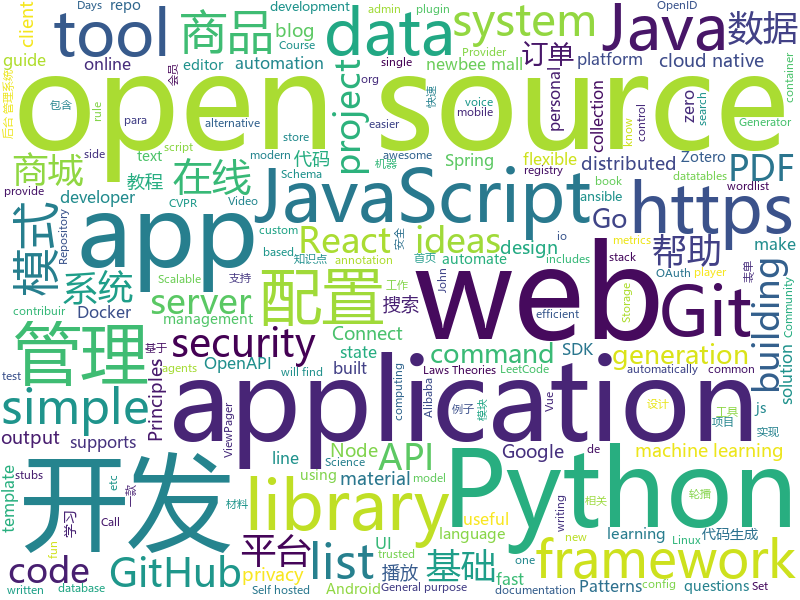 Days repo development admin plugin OpenID
para blog Course single Provider
tool 商品 data system Java 数据
client guide online editor automation 订单 platform newbee mall cloud native
后台 管理系统 会员 org container
包含 rule open source project personal collection zero voice mobile control search Generator
快速 alternative store easier
side text script modern awesome Schema 代码 机器 Spring flexible distributed Zotero know
商城 在线 PDF
provide 教程 developer CVPR Video registry book datatables wordlist ansible
模式 Repository app JavaScript Go https
React ideas design 安全 io make
custom based 知识点 annotation includes automate stack metrics OAuth player 表单
系统 server 配置 首页 支持 搜索 帮助 building
Scalable 工作 John efficient Storage
contribuir Docker management Connect web Git solution Community
管理 基于 security state SDK
test OpenAPI built command generation
Principles agents will find computing Laws Theories LeetCode automatically common
simple application js
output supports ViewPager Alibaba 例子 模块 Vue 设计 工具 项目 实现
template line Node API Google machine learning
stubs Science de
开发 library Python
etc 一款 using material model useful 相关 轮播
学习 Call 平台 list 基础 language trusted writing new one
code fun GitHub UI fast learning Linux 代码生成
privacy 材料 播放 Patterns questions
written database Self hosted Android General purpose documentation config Set
framework